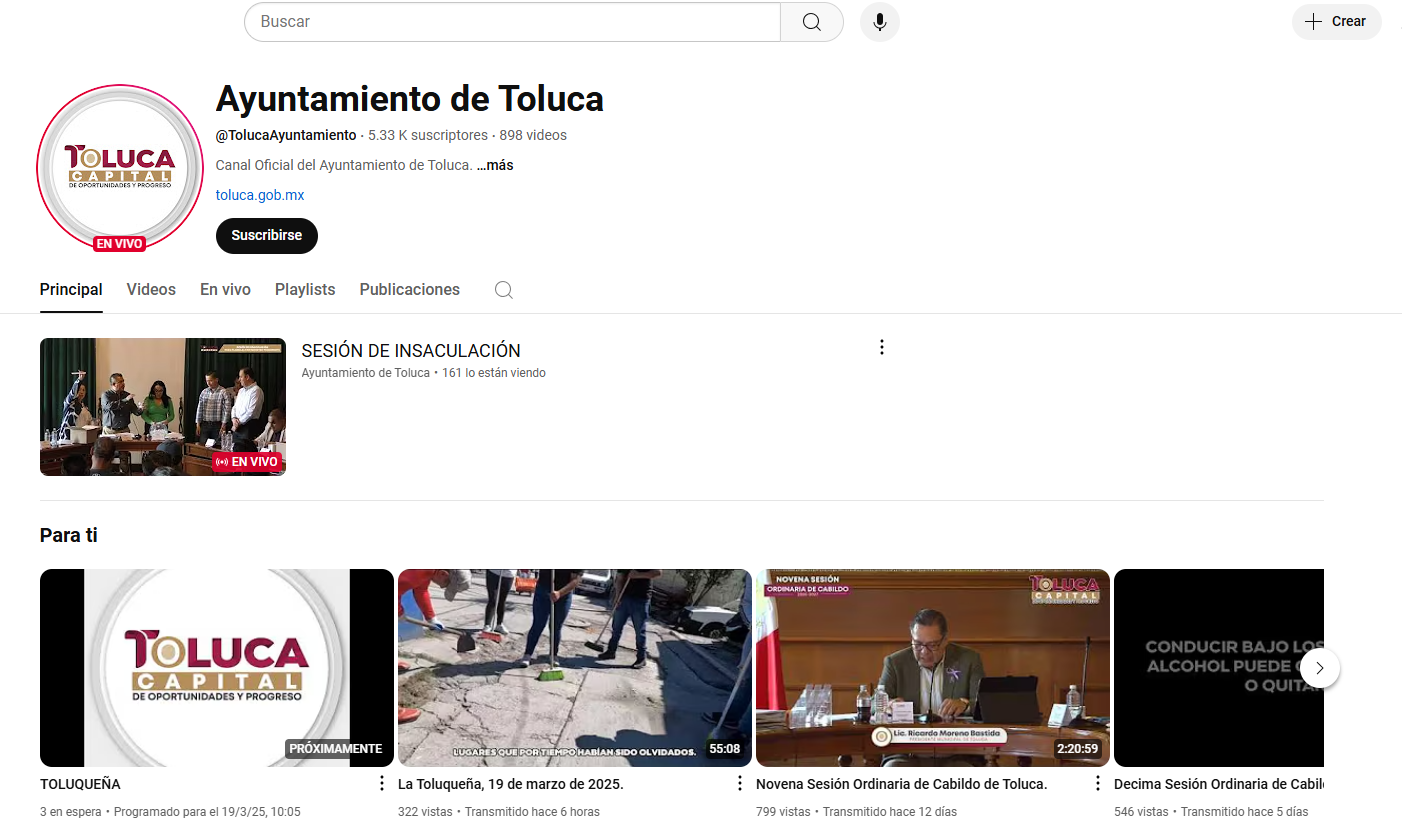 Buscar
Crear
TOLUCA
CAPITAL
DE OPORTUNIDADES Y PROGRESO
EN VIVO
Ayuntamiento de Toluca
@TolucaAyuntamiento · 5.33 K suscriptores · 898 videos
Canal Oficial del Ayuntamiento de Toluca. ...más
toluca.gob.mx
Suscribirse
Principal Videos En vivo Playlists Publicaciones
EN VIVO
SESIÓN DE INSACULACIÓN
Ayuntamiento de Toluca • 161 lo están viendo
Para ti
TOLUCA
CAPITAL
DE OPORTUNIDADES Y PROGRESO
PRÓXIMAMENTE
TOLUQUEÑA
3 en espera • Programado para el 19/3/25, 10:05
LUGARES QUE POR TIEMPO HABÍAN SIDO OLVIDADOS.
55:08
La Toluqueña, 19 de marzo de 2025.
322 vistas • Transmitido hace 6 horas
NOVENA SESIÓN
ORDINARIA DE CABILDO
TOLUCA
CAPITAL
Lic. Ricardo Moreno Bastida
PRESIDENTE MUNICIPAL DE TOLUCA
2:20:59
Novena Sesión Ordinaria de Cabildo de Toluca.
799 vistas • Transmitido hace 12 días
CONDUCIR BAJO LOS
ALCOHOL PUEDE
O QUITA
Decima Sesión Ordinaria de Cabil
546 vistas • Transmitido hace 5 días